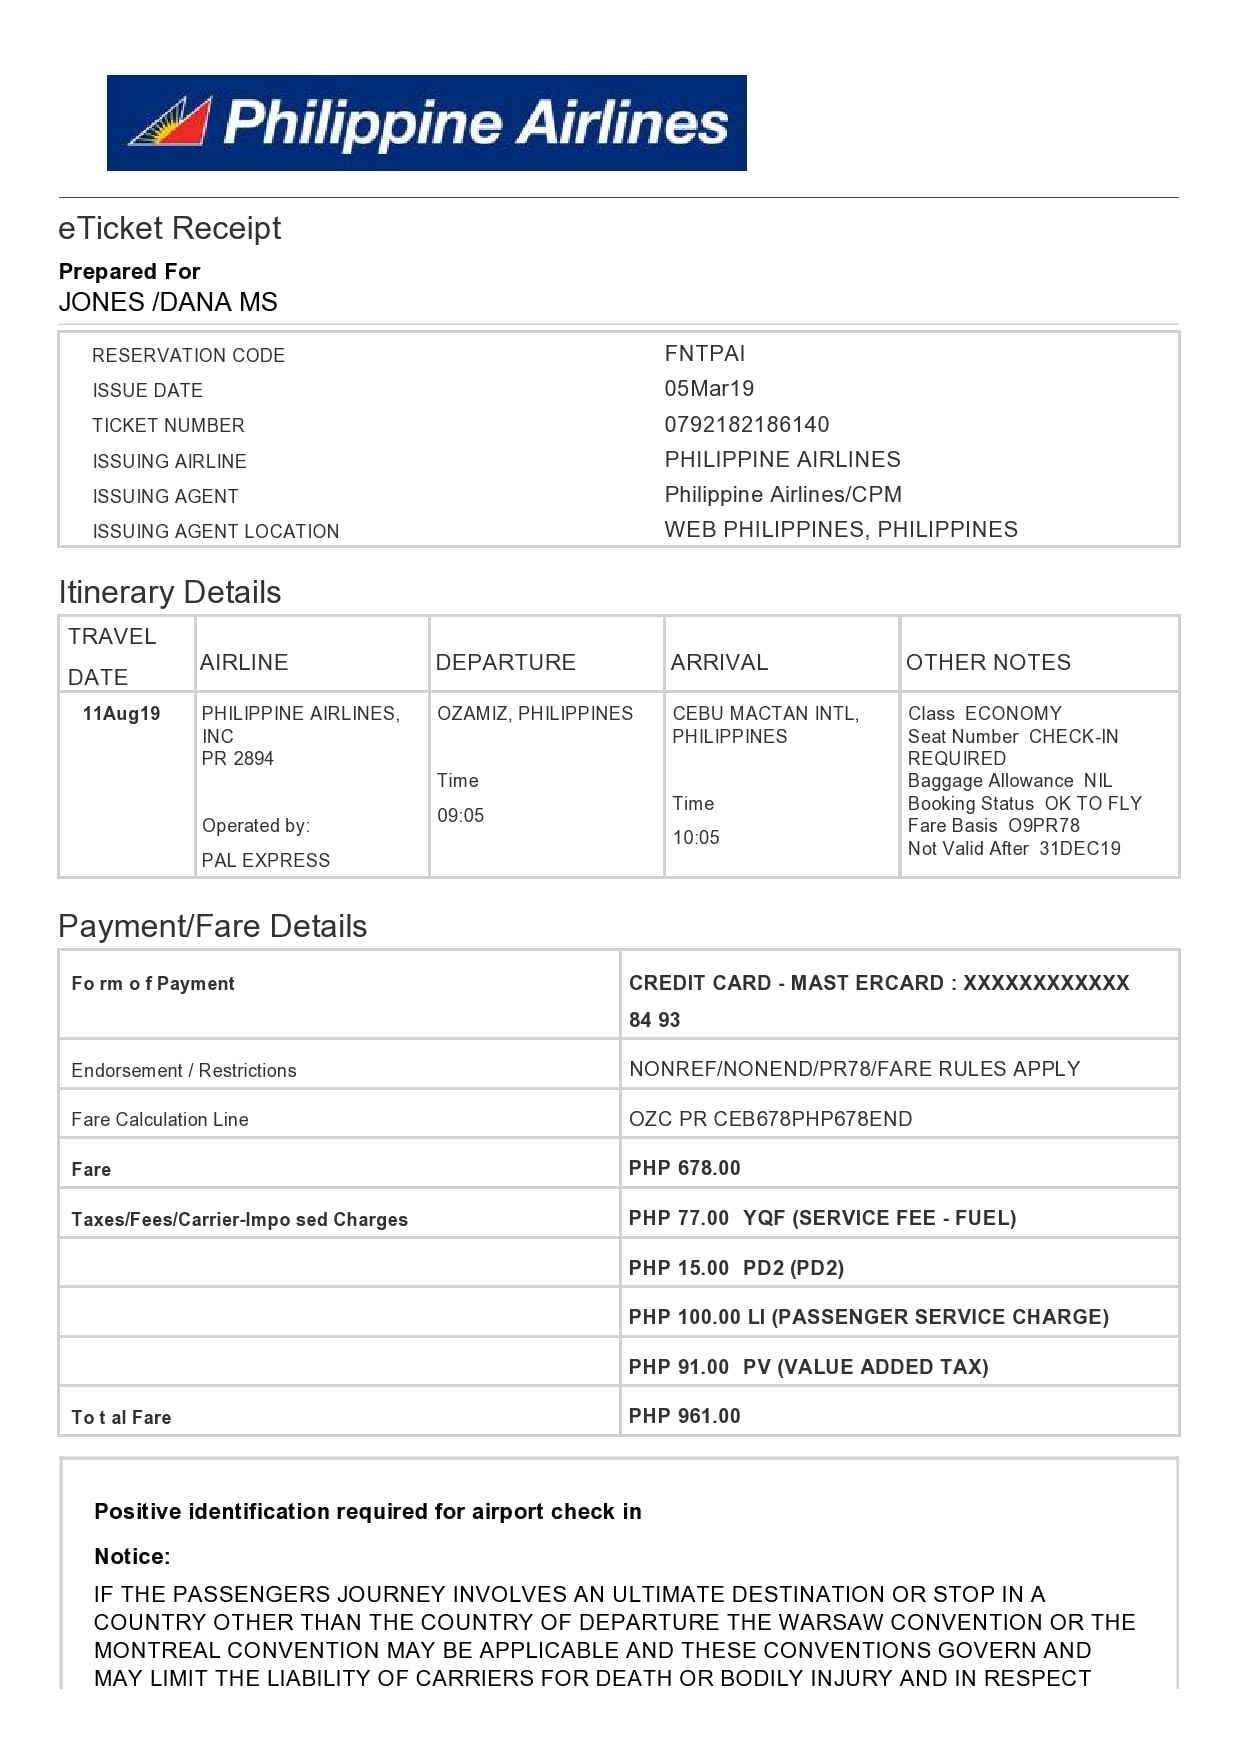 Philippine Airlines
eTicket Receipt
Prepared For
JONES /DANA MS
RESERVATION CODE FNTPAI
ISSUE DATE 05Mar19
TICKET NUMBER 0792182186140
ISSUING AIRLINE PHILIPPINE AIRLINES
ISSUING AGENT Philippine Airlines/CPM
ISSUING AGENT LOCATION WEB PHILIPPINES, PHILIPPINES
Itinerary Details
TRAVEL
DATE
AIRLINE
DEPARTURE
ARRIVAL
OTHER NOTES
11Aug19
PHILIPPINE AIRLINES,
INC
PR 2894
Operated by:
PAL EXPRESS
OZAMIZ, PHILIPPINES
Time
09:05
CEBU MACTAN INTL,
PHILIPPINES
Time
10:05
Class ECONOMY
Seat Number CHECK-IN
REQUIRED
Baggage Allowance NIL
Booking Status OK TO FLY
Fare Basis O9PR78
Not Valid After 31DEC19
Payment/Fare Details
Fo rm o f Payment
CREDIT CARD - MAST ERCARD : XXXXXXXXXXXX
84 93
Endorsement / Restrictions NONREF/NONEND/PR78/FARE RULES APPLY
Fare Calculation Line OZC PR CEB678PHP678END
Fare PHP 678.00
Taxes/Fees/Carrier-Impo sed Charges PHP 77.00 YQF (SERVICE FEE - FUEL)
PHP 15.00 PD2 (PD2)
PHP 100.00 LI (PASSENGER SERVICE CHARGE)
PHP 91.00 PV (VALUE ADDED TAX)
To t al Fare PHP 961.00
Positive identification required for airport check in
Notice:
IF THE PASSENGERS JOURNEY INVOLVES AN ULTIMATE DESTINATION OR STOP IN A
COUNTRY OTHER THAN THE COUNTRY OF DEPARTURE THE WARSAW CONVENTION OR THE
MONTREAL CONVENTION MAY BE APPLICABLE AND THESE CONVENTIONS GOVERN AND
MAY LIMIT THE LIABILITY OF CARRIERS FOR DEATH OR BODILY INJURY AND IN RESPECT